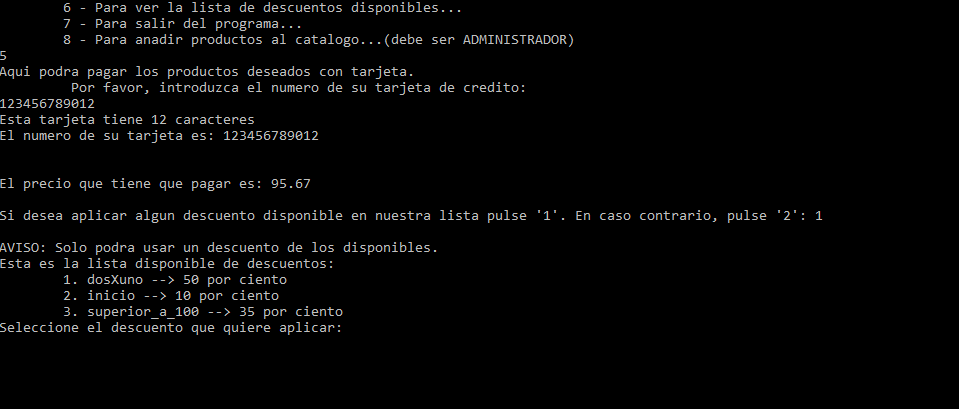 6 - Para ver la lista de descuentos disponibles...
7 - Para salir del programa...
8 - Para anadir productos al catalogo...(debe ser ADMINISTRADOR)
5
Aqui podra pagar los productos deseados con tarjeta.
Por favor, introduzca el numero de su tarjeta de credito:
123456789012
Esta tarjeta tiene 12 caracteres
El numero de su tarjeta es: 123456789012
El precio que tiene que pagar es: 95.67
Si desea aplicar algun descuento disponible en nuestra lista pulse '1'. En caso contrario, pulse '2': 1
AVISO: Solo podra usar un descuento de los disponibles.
Esta es la lista disponible de descuentos:
1. dosXuno --> 50 por ciento
2. inicio --> 10 por ciento
3. superior_a_100 --> 35 por ciento
Seleccione el descuento que quiere aplicar: